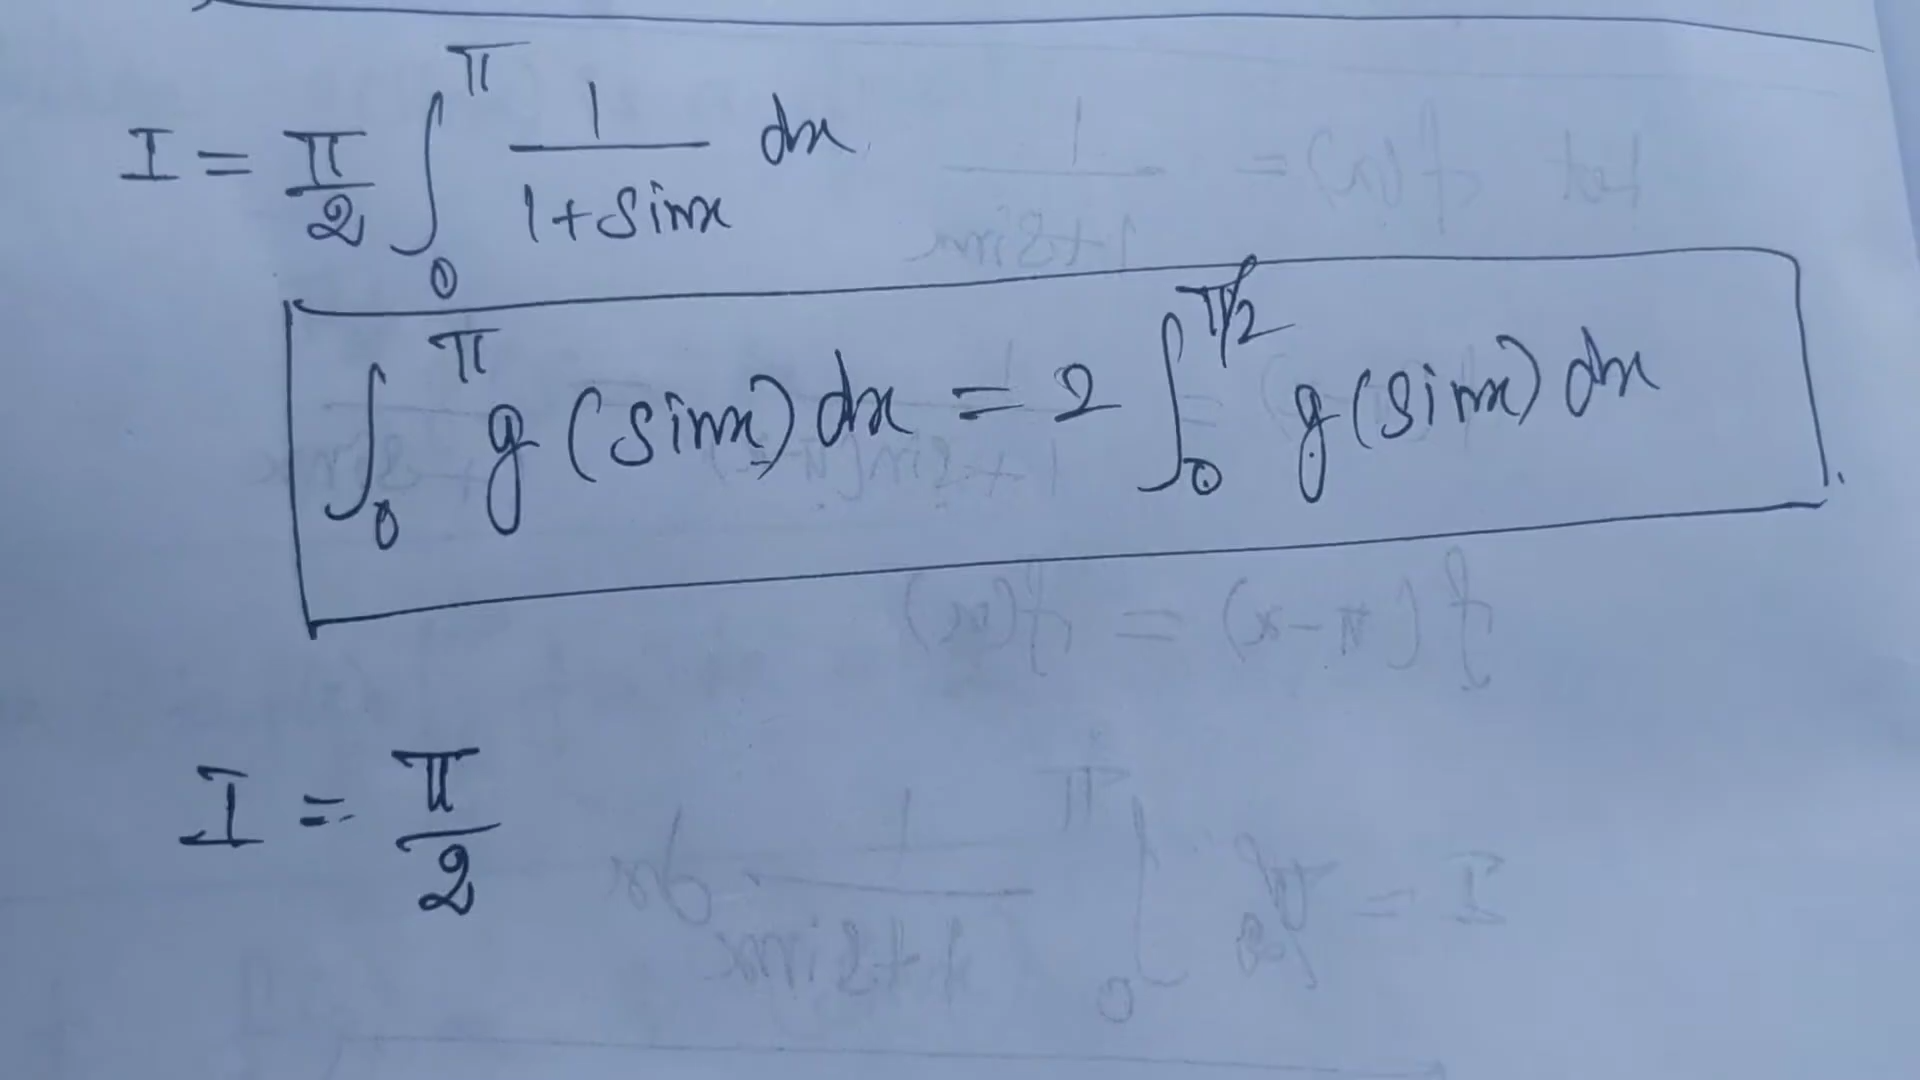 I = π/2 ∫₀^π 1/(1+sinx) dx
∫₀^π g(sinx) dx = 2 ∫₀^(π/2) g(sinx) dx
I = π/2